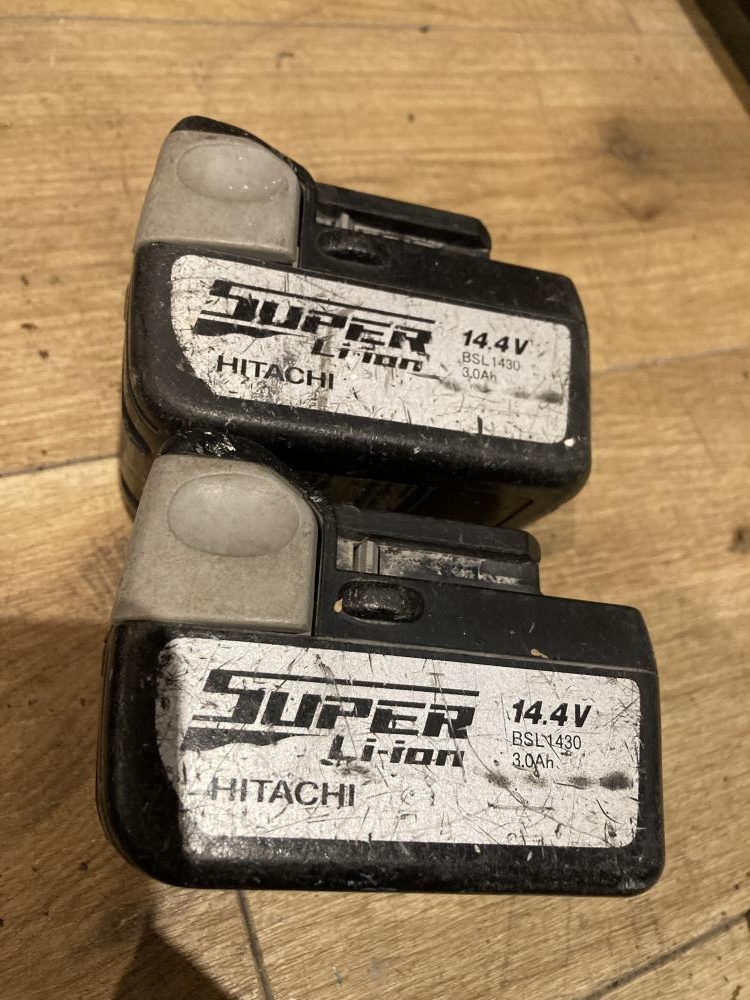 SUPER
Li-ion
HITACHI
14.4V
BSL1430
3.0Ah
SUPER
Li-ion
HITACHI
14.4V
BSL1430
3.0Ah